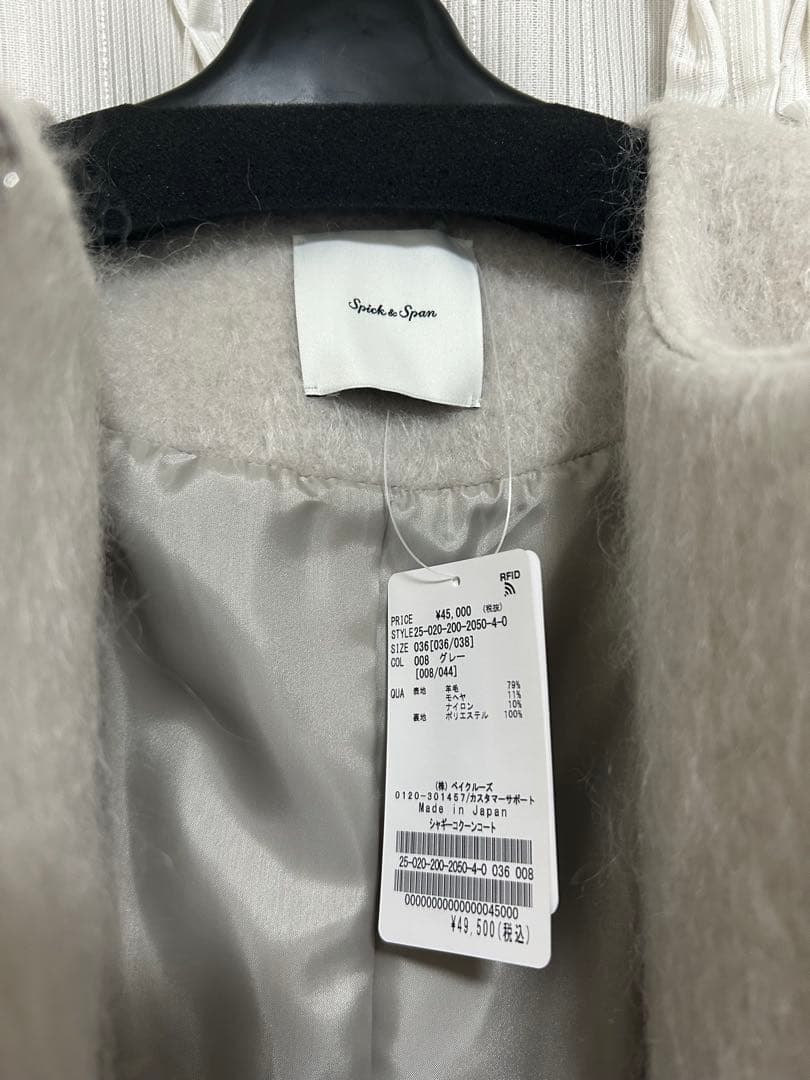 Spick & Span
RFID
PRICE ¥45,000 (税抜)
STYLE25-020-200-2050-4-0
SIZE 036[036/038]
COL 008 グレー
[008/044]
QUA 表地 羊毛 79%
モヘヤ 11%
ナイロン 10%
裏地 ポリエステル 100%
(株)ベイクルーズ
0120-301457/カスタマーサポート
Made in Japan
シャギーコクーンコート
25-020-200-2050-4-0 036 008
0000000000000045000
¥49,500(税込)